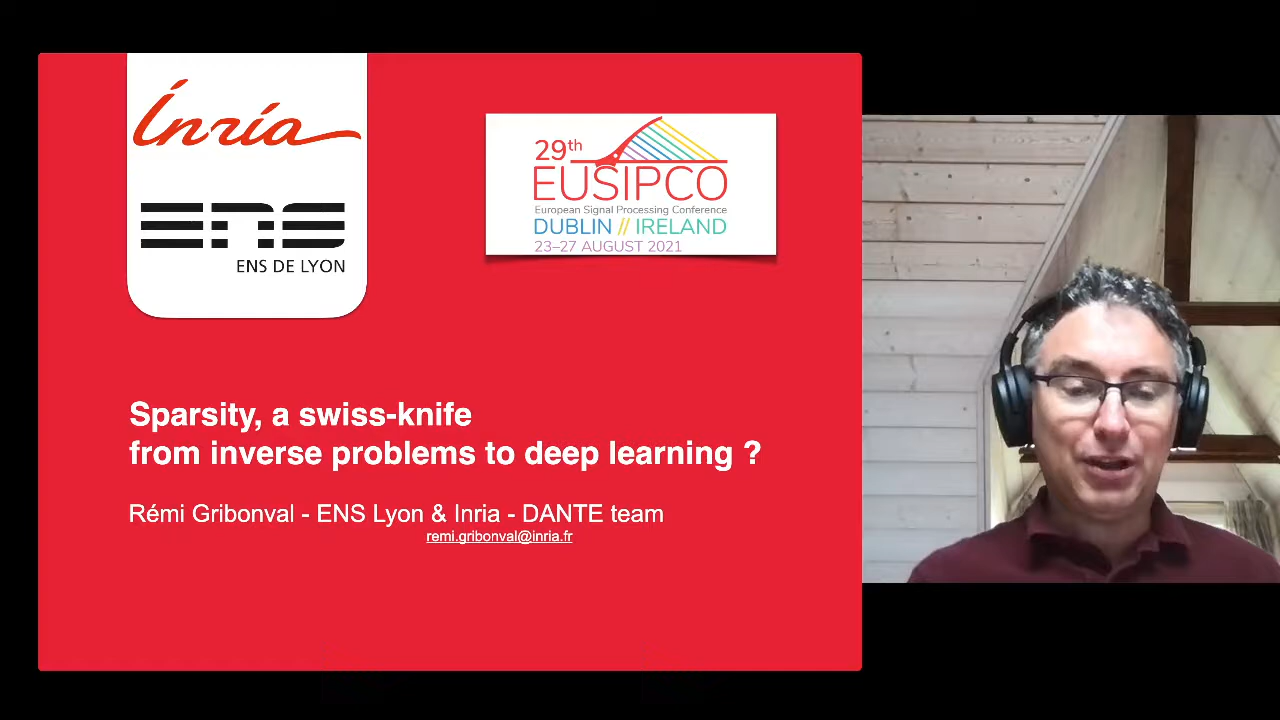 Inria
ENS
ENS DE LYON
29th
EUSIPCO
European Signal Processing Conference
DUBLIN // IRELAND
23–27 AUGUST 2021
Sparsity, a swiss-knife
from inverse problems to deep learning ?
Rémi Gribonval - ENS Lyon & Inria - DANTE team
remi.gribonval@inria.fr